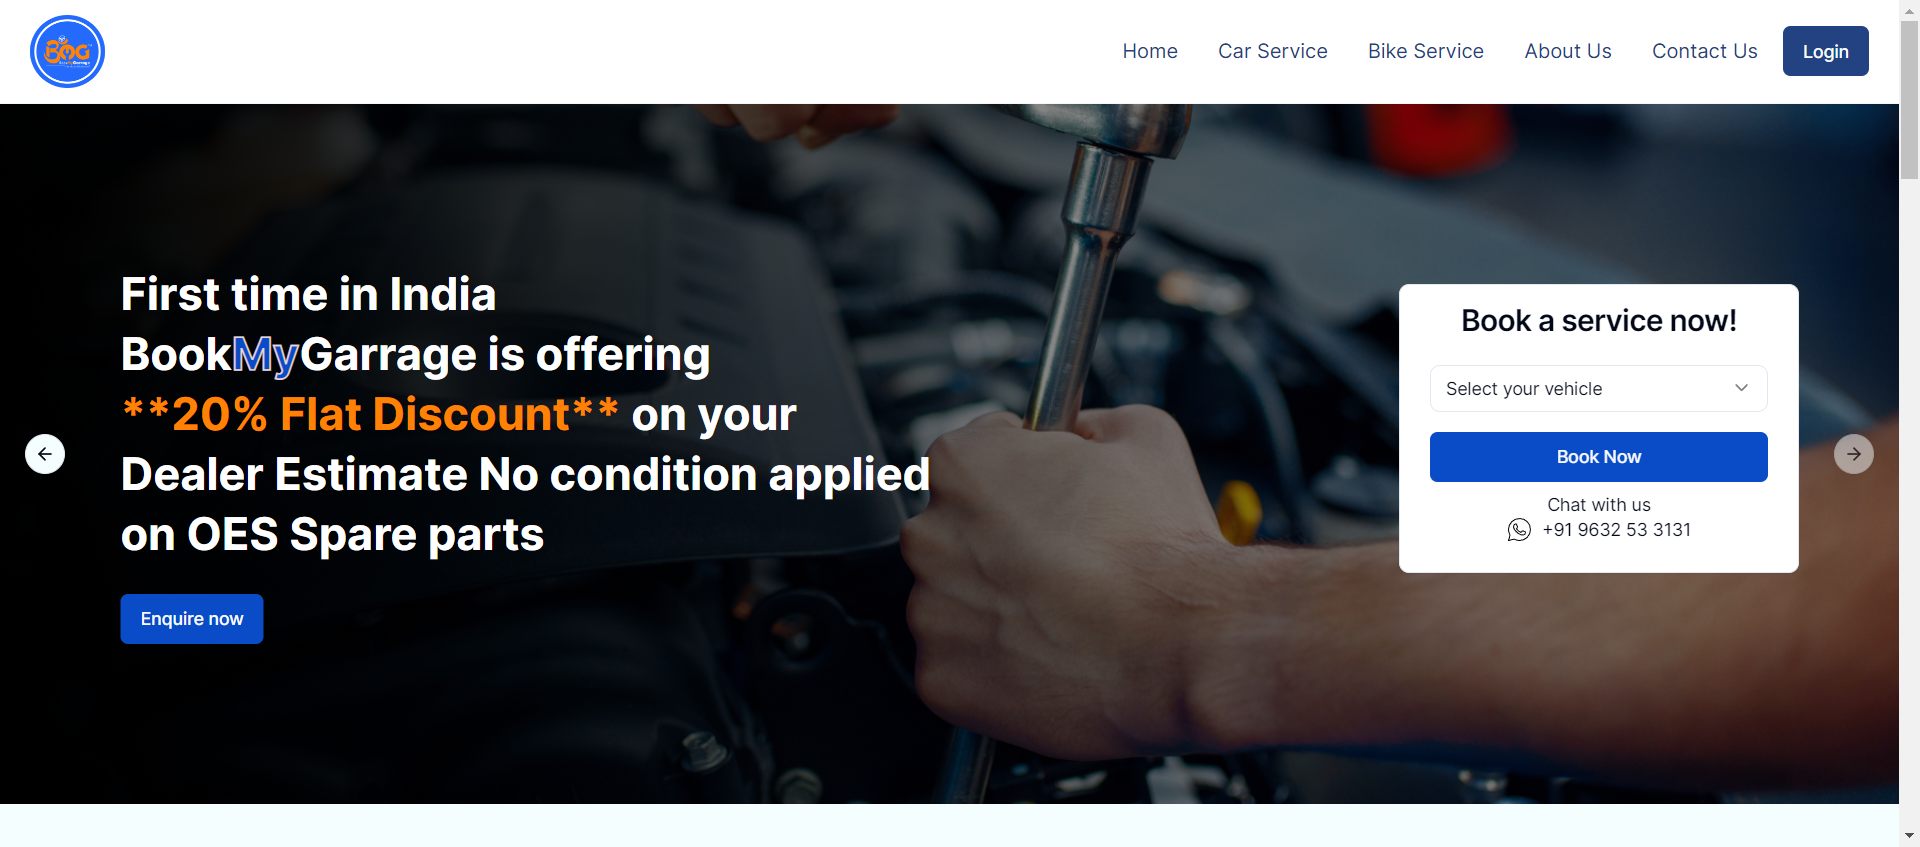 BMG
Home
Car Service
Bike Service
About Us
Contact Us
Login
First time in India
BookMyGarrage is offering
**20% Flat Discount** on your
Dealer Estimate No condition applied
on OES Spare parts
Enquire now
Book a service now!
Select your vehicle
Book Now
Chat with us
+91 9632 53 3131